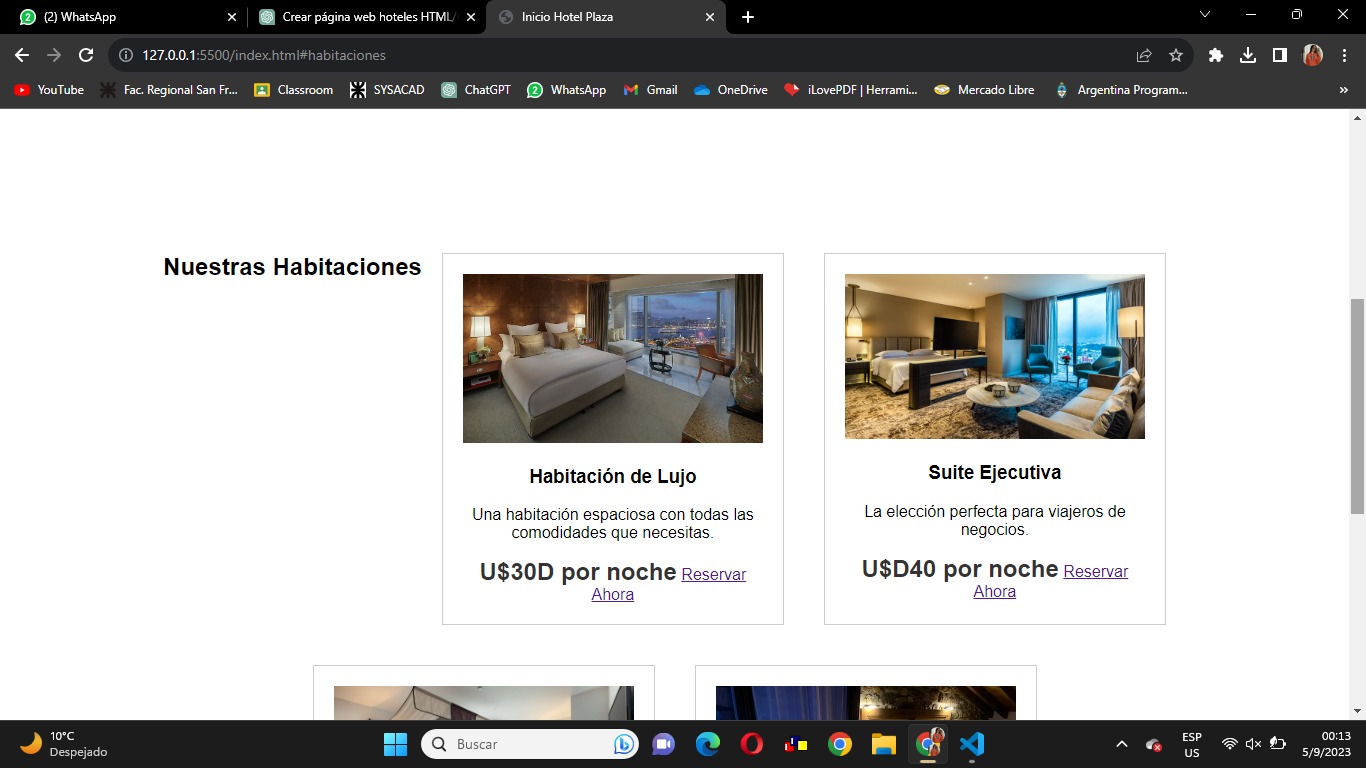 (2) WhatsApp
Crear página web hoteles HTML/
Inicio Hotel Plaza
127.0.0.1:5500/index.html#habitaciones
YouTube
Fac. Regional San Fr...
Classroom
SYSACAD
ChatGPT
2
WhatsApp
Gmail
OneDrive
iLovePDF | Herrami...
Mercado Libre
Argentina Program...
»
Nuestras Habitaciones
Habitación de Lujo
Una habitación espaciosa con todas las
comodidades que necesitas.
U$30D por noche Reservar
Ahora
Suite Ejecutiva
La elección perfecta para viajeros de
negocios.
U$D40 por noche Reservar
Ahora
10°C
Despejado
Buscar
ESP
US
00:13
5/9/2023